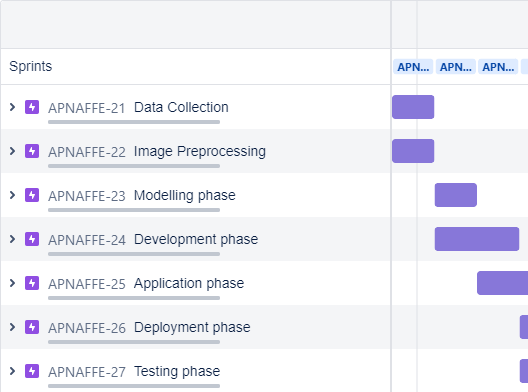 Sprints
APN... APN... APN...
APNAFFE-21 Data Collection
APNAFFE-22 Image Preprocessing
APNAFFE-23 Modelling phase
APNAFFE-24 Development phase
APNAFFE-25 Application phase
APNAFFE-26 Deployment phase
APNAFFE-27 Testing phase